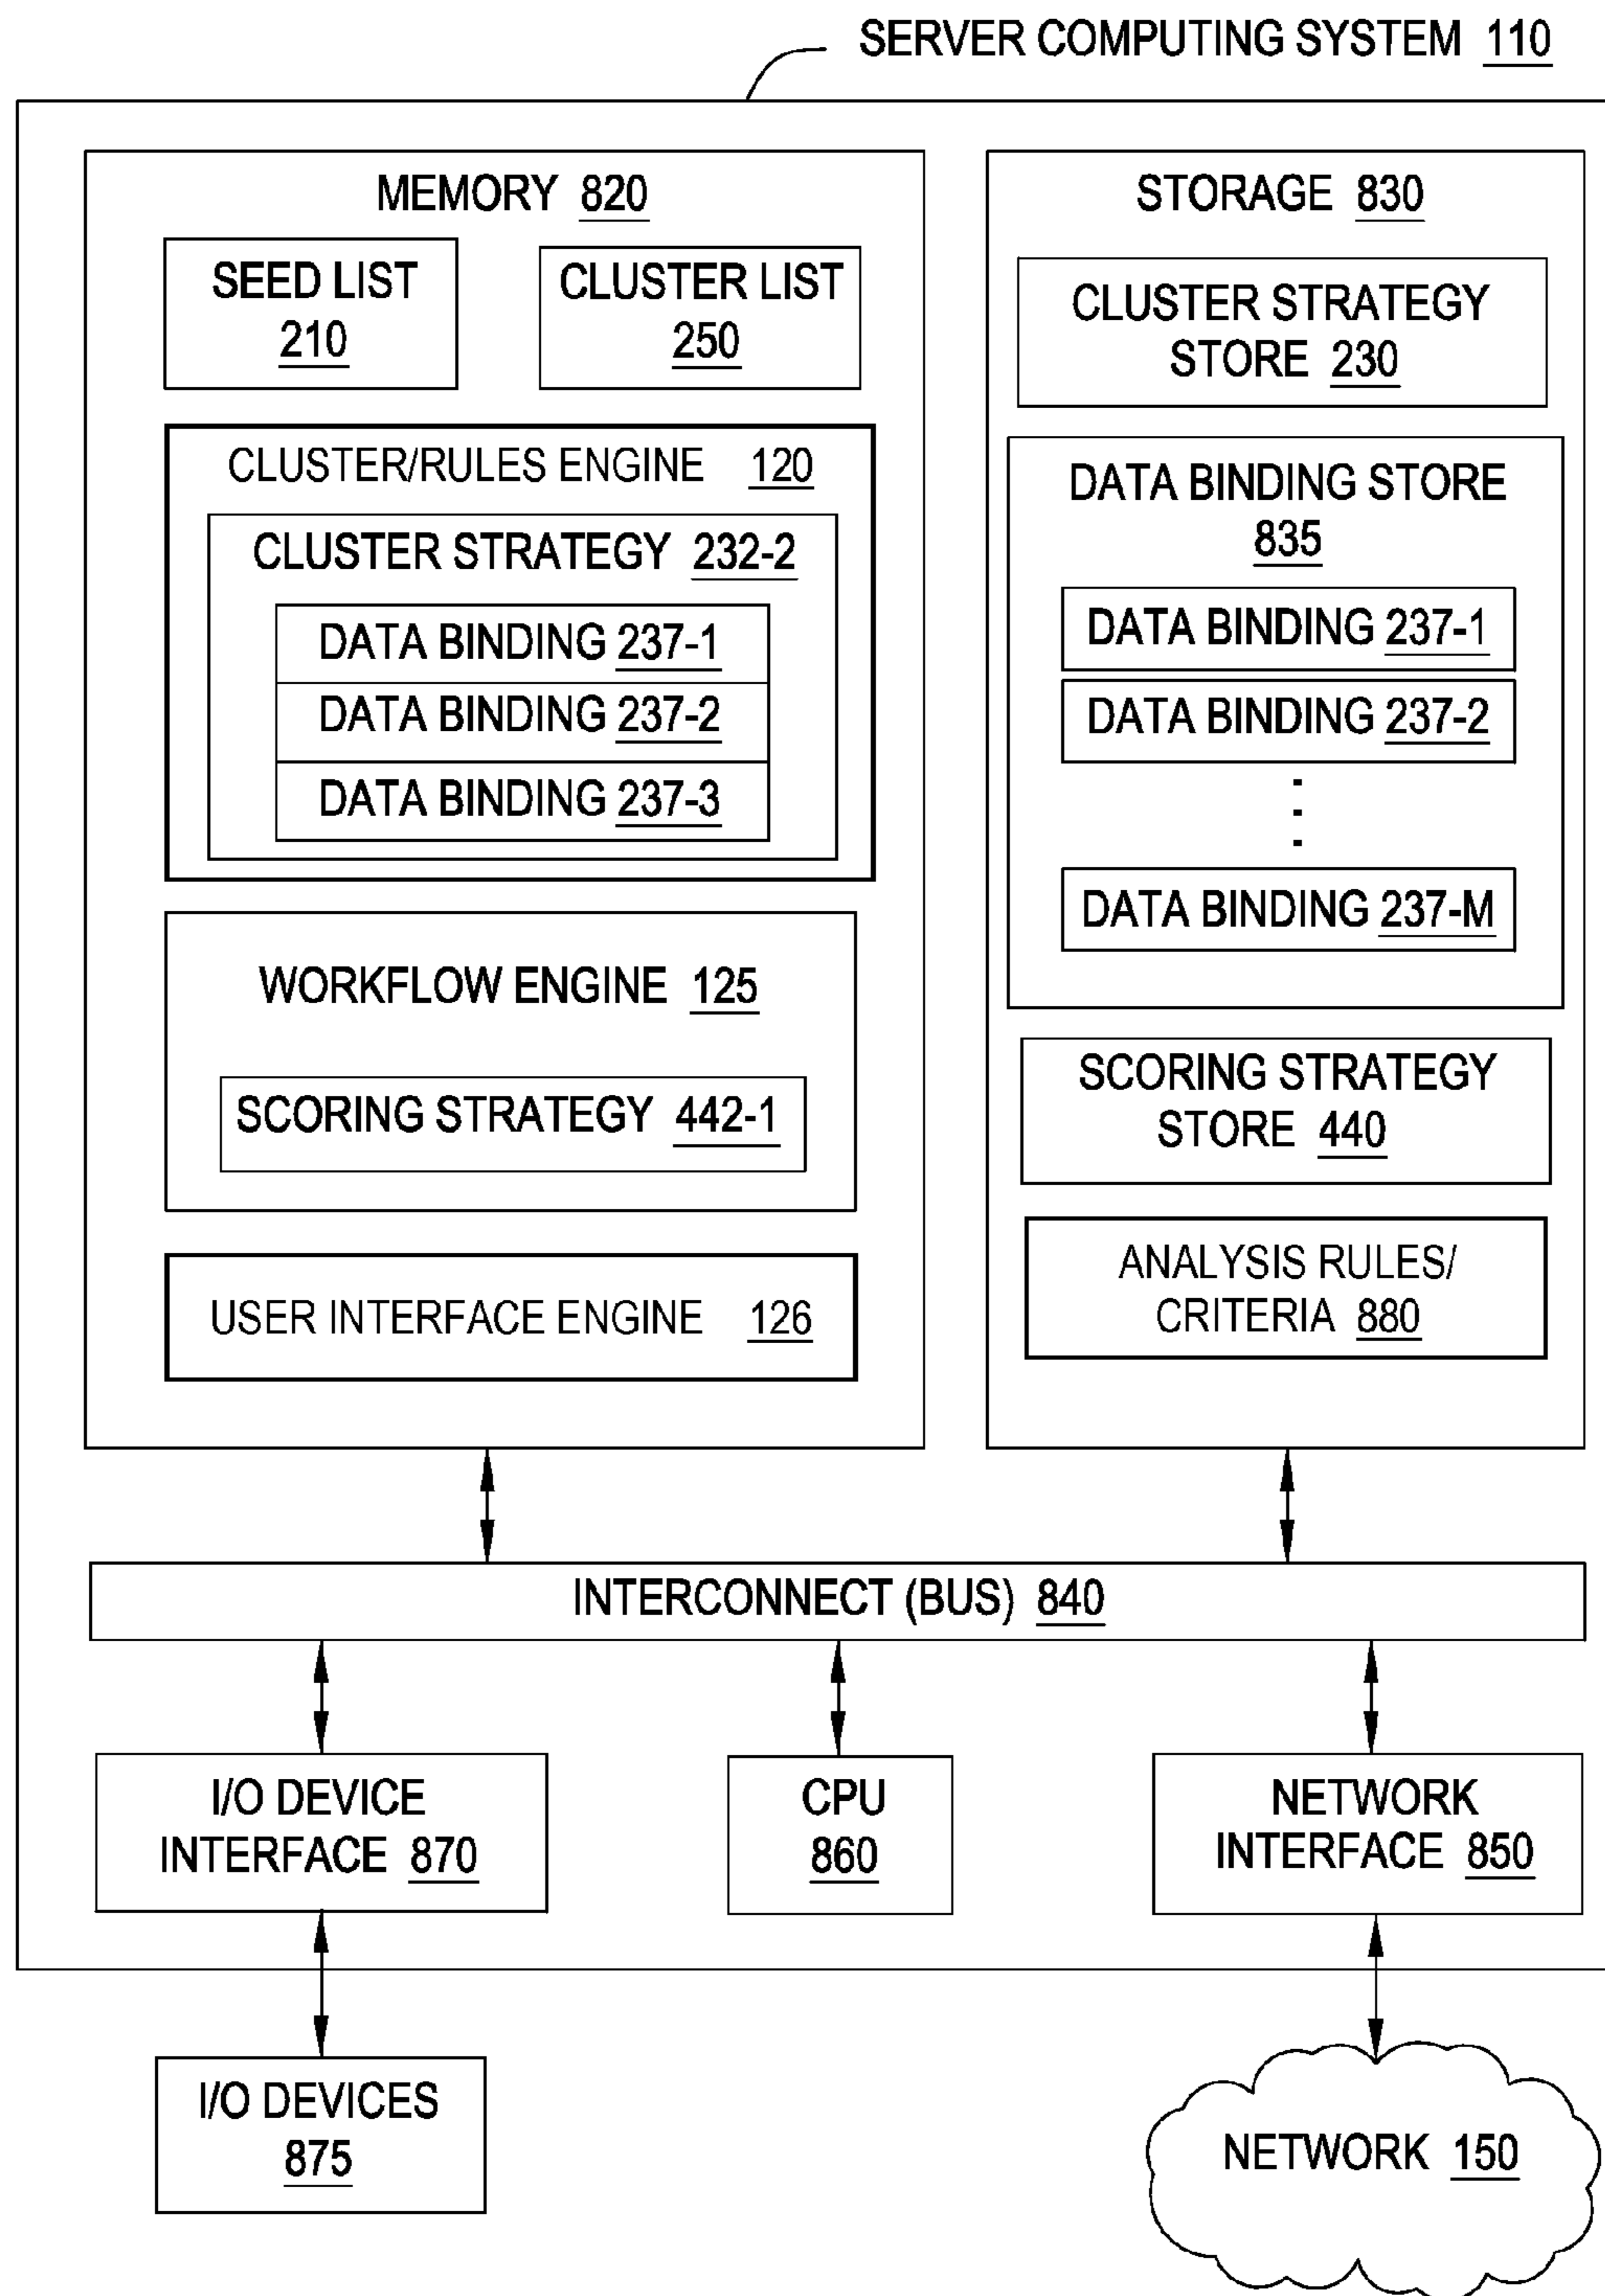 SERVER COMPUTING SYSTEM 110
MEMORY 820
SEED LIST
210
CLUSTER LIST
250
CLUSTER/RULES ENGINE 120
CLUSTER STRATEGY 232-2
DATA BINDING 237-1
DATA BINDING 237-2
DATA BINDING 237-3
WORKFLOW ENGINE 125
SCORING STRATEGY 442-1
USER INTERFACE ENGINE 126
STORAGE 830
CLUSTER STRATEGY
STORE 230
DATA BINDING STORE
835
DATA BINDING 237-1
DATA BINDING 237-2
DATA BINDING 237-M
SCORING STRATEGY
STORE 440
ANALYSIS RULES/
CRITERIA 880
INTERCONNECT (BUS) 840
I/O DEVICE
INTERFACE 870
CPU
860
NETWORK
INTERFACE 850
I/O DEVICES
875
NETWORK 150